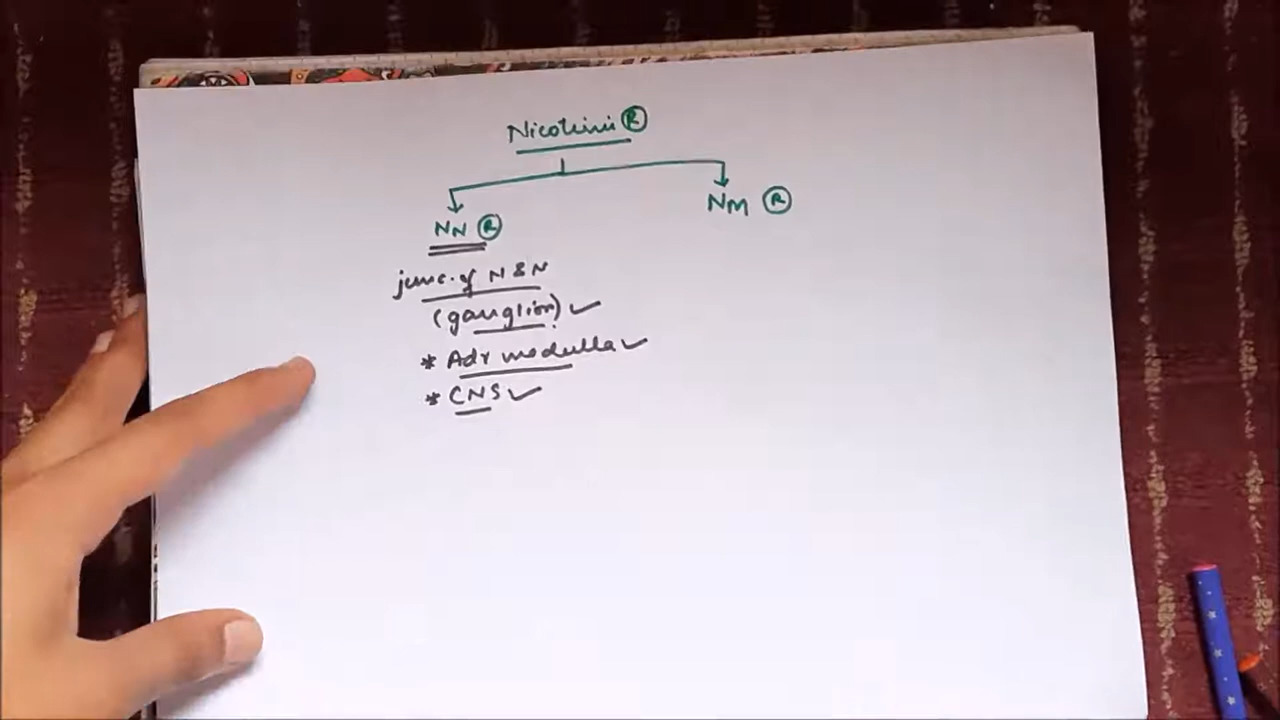 Nicotinic Ⓡ
NN Ⓡ
NM Ⓡ
junc. of N & N
(ganglion) ✓
* Adr medulla ✓
* CNS ✓